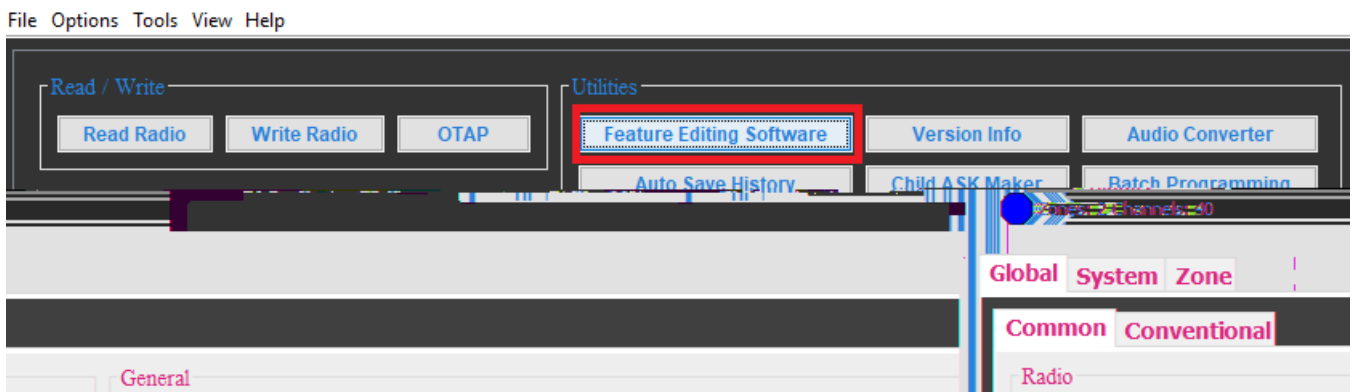 File Options Tools View Help
Read / Write
Utilities
Read Radio Write Radio OTAP Feature Editing Software Version Info Audio Converter
Auto Save History Child ASK Maker Batch Programming
Global System Zone
Common Conventional
General Radio